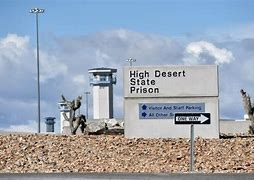 High Desert
State
Prison
Visitor And Staff Parking
All Other
ONE WAY